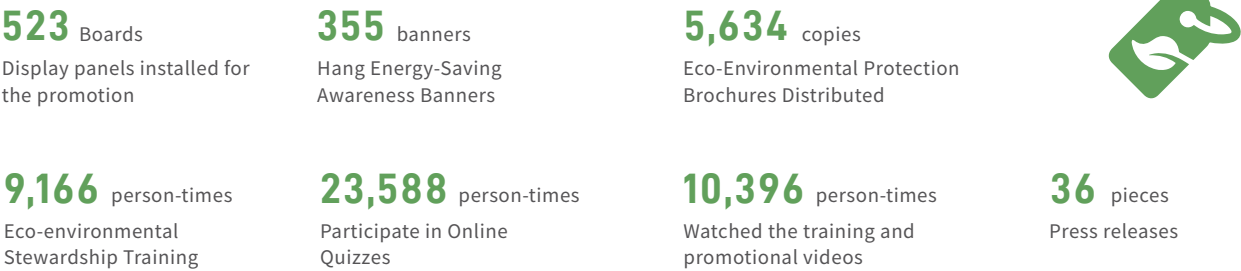 523 Boards
Display panels installed for
the promotion
355 banners
Hang Energy-Saving
Awareness Banners
5,634 copies
Eco-Environmental Protection
Brochures Distributed
9,166 person-times
Eco-environmental
Stewardship Training
23,588 person-times
Participate in Online
Quizzes
10,396 person-times
Watched the training and
promotional videos
36 pieces
Press releases